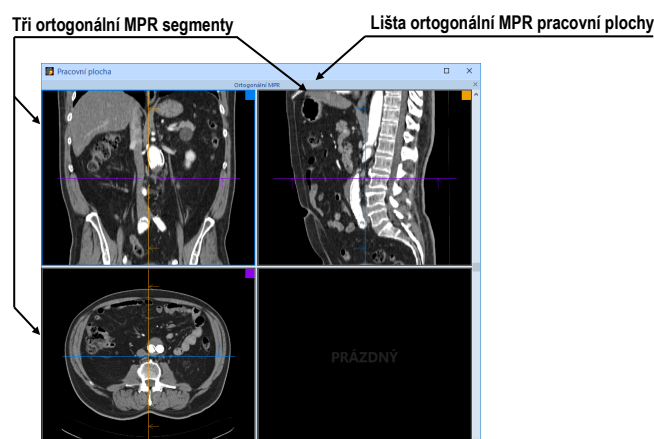 Tři ortogonální MPR segmenty
Lišta ortogonální MPR pracovní plochy
Pracovní plocha
Ortogonální MPR
PRÁZDNÝ